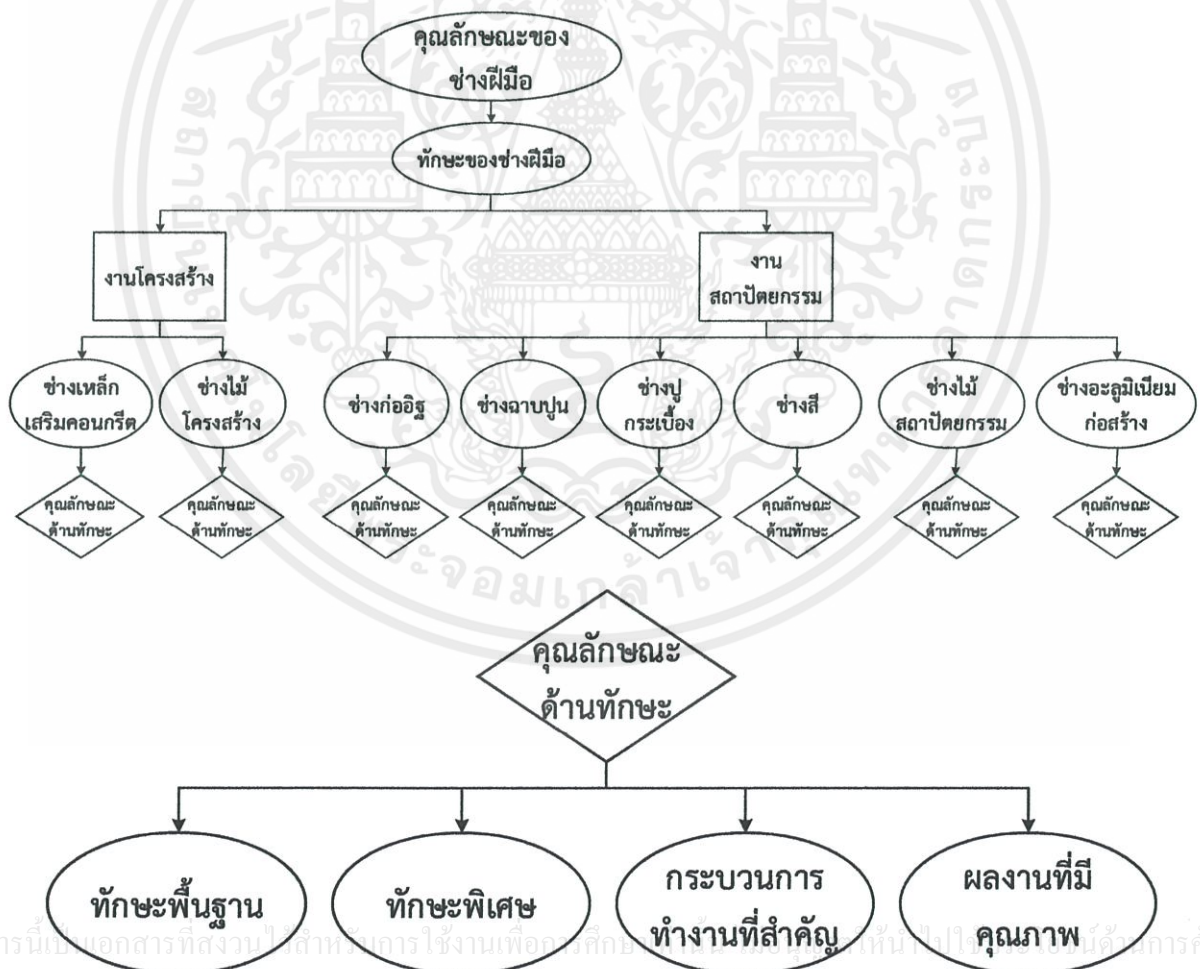 คุณลักษณะของ
ช่างฝีมือ
ทักษะของช่างฝีมือ
งานโครงสร้าง
งาน
สถาปัตยกรรม
ช่างเหล็ก
เสริมคอนกรีต
ช่างไม้
โครงสร้าง
ช่างก่ออิฐ
ช่างฉาบปูน
ช่างปู
กระเบื้อง
ช่างสี
ช่างไม้
สถาปัตยกรรม
ช่างอะลูมิเนียม
ก่อสร้าง
คุณลักษณะ
ด้านทักษะ
คุณลักษณะ
ด้านทักษะ
คุณลักษณะ
ด้านทักษะ
คุณลักษณะ
ด้านทักษะ
คุณลักษณะ
ด้านทักษะ
คุณลักษณะ
ด้านทักษะ
คุณลักษณะ
ด้านทักษะ
คุณลักษณะ
ด้านทักษะ
คุณลักษณะ
ด้านทักษะ
ทักษะพื้นฐาน
ทักษะพิเศษ
กระบวนการ
ทำงานที่สำคัญ
ผลงานที่มี
คุณภาพ